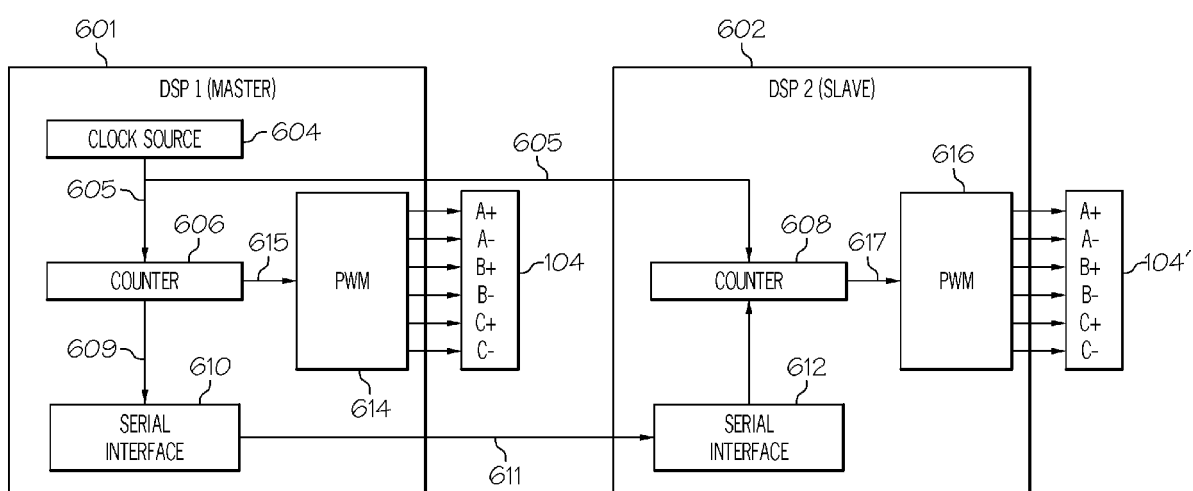 601
602
DSP 1 (MASTER)
DSP 2 (SLAVE)
CLOCK SOURCE
604
605
605
616
606
615
A+
A-
B+
B-
C+
C-
104
608
617
A+
A-
B+
B-
C+
C-
104'
COUNTER
PWM
COUNTER
PWM
609
610
614
612
SERIAL
INTERFACE
611
SERIAL
INTERFACE